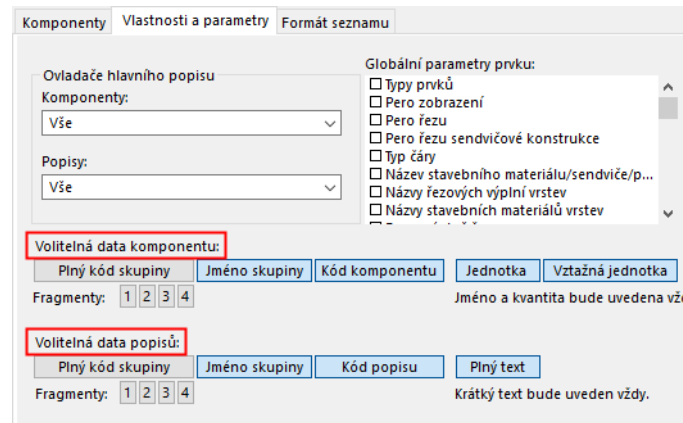 Komponenty Vlastnosti a parametry Formát seznamu
Ovladače hlavního popisu
Komponenty:
Vše
Popisy:
Vše
Globální parametry prvku:
Typy prvků
Pero zobrazení
Pero řezu
Pero řezu sendvičové konstrukce
Typ čáry
Název stavebního materiálu/sendviče/p...
Názvy řezových výplní vrstev
Názvy stavebních materiálů vrstev
Volitelná data komponentu:
Plný kód skupiny Jméno skupiny Kód komponentu Jednotka Vztažná jednotka
Fragmenty: 1 2 3 4 Jméno a kvantita bude uvedena
Volitelná data popisů:
Plný kód skupiny Jméno skupiny Kód popisu Plný text
Fragmenty: 1 2 3 4 Krátký text bude uveden vždy.